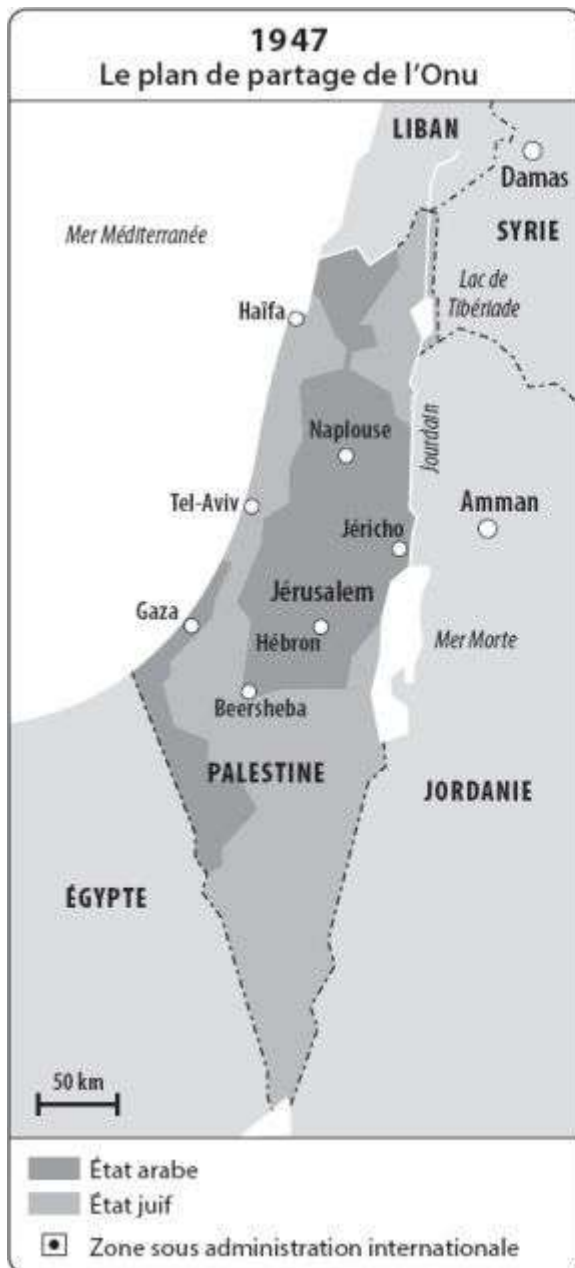 1947
Le plan de partage de l'Onu
LIBAN
Damas
SYRIE
Mer Méditerranée
Lac de
Tibériade
Haïfa
Jourdain
Naplouse
Tel-Aviv
Amman
Jéricho
Jérusalem
Gaza
Hébron
Mer Morte
Beersheba
PALESTINE
JORDANIE
ÉGYPTE
50 km
État arabe
État juif
Zone sous administration internationale